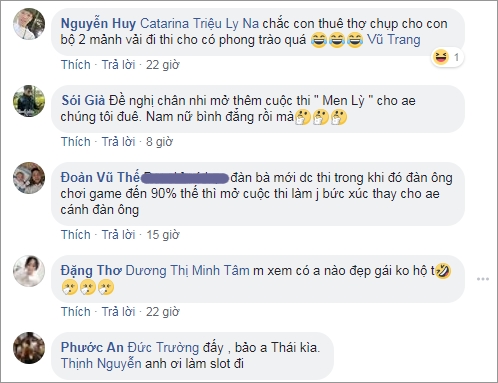 Nguyễn Huy Catarina Triệu Ly Na chắc con thuê thợ chụp cho con
bộ 2 mảnh vải đi thi cho có phong trào quá 😂😂😂 Vũ Trang
1
Thích · Trả lời · 22 giờ
Sói Già Đề nghị chân nhi mở thêm cuộc thi " Men Lỳ " cho ae
chúng tôi đuê. Nam nữ bình đẳng rồi mà🤔🤔🤔
Thích · Trả lời · 8 giờ
Đoàn Vũ Thế đàn bà mới dc thi trong khi đó đàn ông
chơi game đến 90% thế thì mở cuộc thi làm j bức xúc thay cho ae
cánh đàn ông
Thích · Trả lời · 15 giờ
Đặng Thơ Dương Thị Minh Tâm m xem có a nào đẹp gái ko hộ t🤣
Thích · Trả lời · 22 giờ
Phước An Đức Trường đấy , bảo a Thái kìa.
Thịnh Nguyễn anh ơi làm slot đi